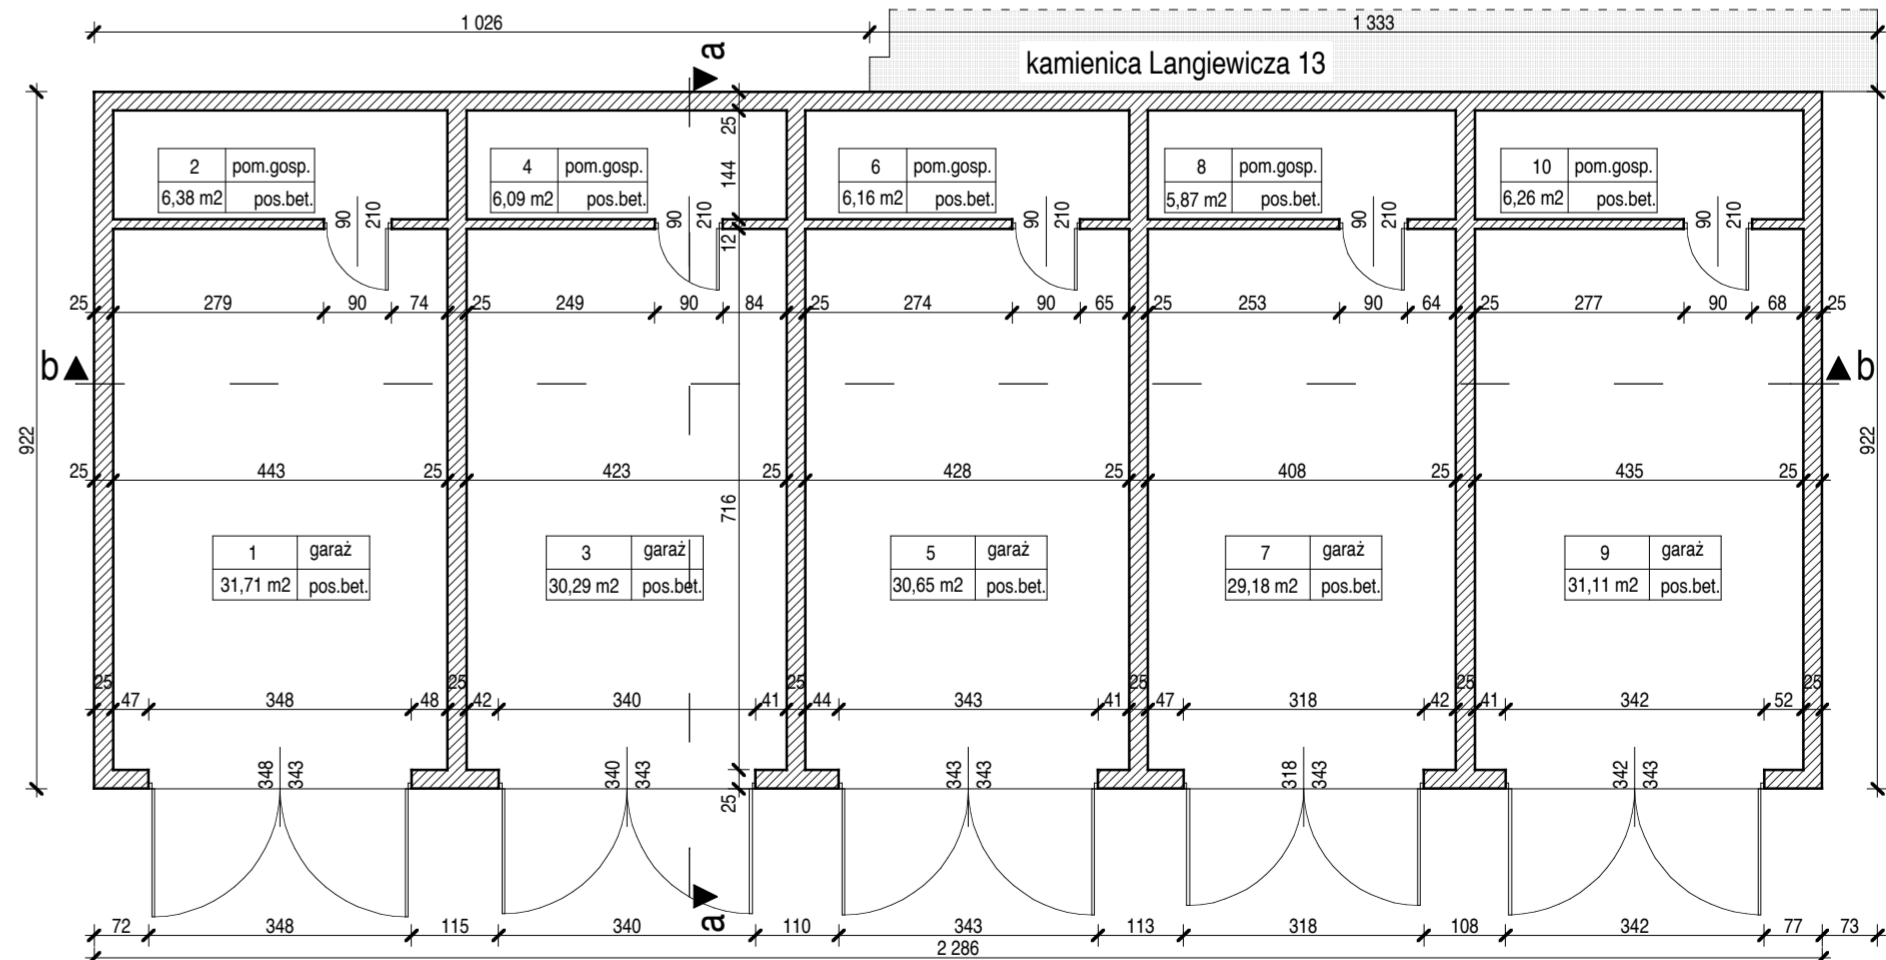 1 026
1 333
a
kamienica Langiewicza 13
25
144
2 pom.gosp.
6,38 m2 pos.bet.
4 pom.gosp.
6,09 m2 pos.bet.
6 pom.gosp.
6,16 m2 pos.bet.
8 pom.gosp.
5,87 m2 pos.bet.
10 pom.gosp.
6,26 m2 pos.bet.
90 210 90 210 90 210 90 210 90 210
12
25 279 90 74 25 249 90 84 25 274 90 65 25 253 90 64 25 277 90 68 25
b b
922 922
25 443 25 423 25 428 25 408 25 435 25
716
1 garaż
31,71 m2 pos.bet.
3 garaż
30,29 m2 pos.bet.
5 garaż
30,65 m2 pos.bet.
7 garaż
29,18 m2 pos.bet.
9 garaż
31,11 m2 pos.bet.
25 47 348 48 25 42 340 41 25 44 343 41 25 47 318 42 25 41 342 52 25
348 343 340 343 343 343 318 343 342 343
25
a
72 348 115 340 110 343 113 318 108 342 77 73
2 286